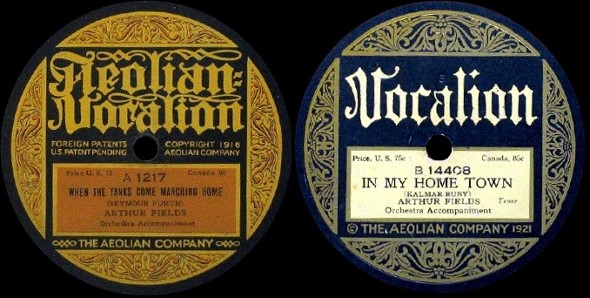 Aeolian-
Vocalion
FOREIGN PATENTS COPYRIGHT 1916
U.S. PATENT PENDING AEOLIAN COMPANY
Price U.S. Canada
A 1217
WHEN THE YANKS COME MARCHING HOME
(SEYMOUR FURTH)
ARTHUR FIELDS
Orchestra Accompaniment
THE AEOLIAN COMPANY
Vocalion
Price, U. S. 75c Canada, 85c
B 14408
IN MY HOME TOWN
(KALMAR-RUBY)
ARTHUR FIELDS Tenor
Orchestra Accompaniment
© THE AEOLIAN COMPANY 1921